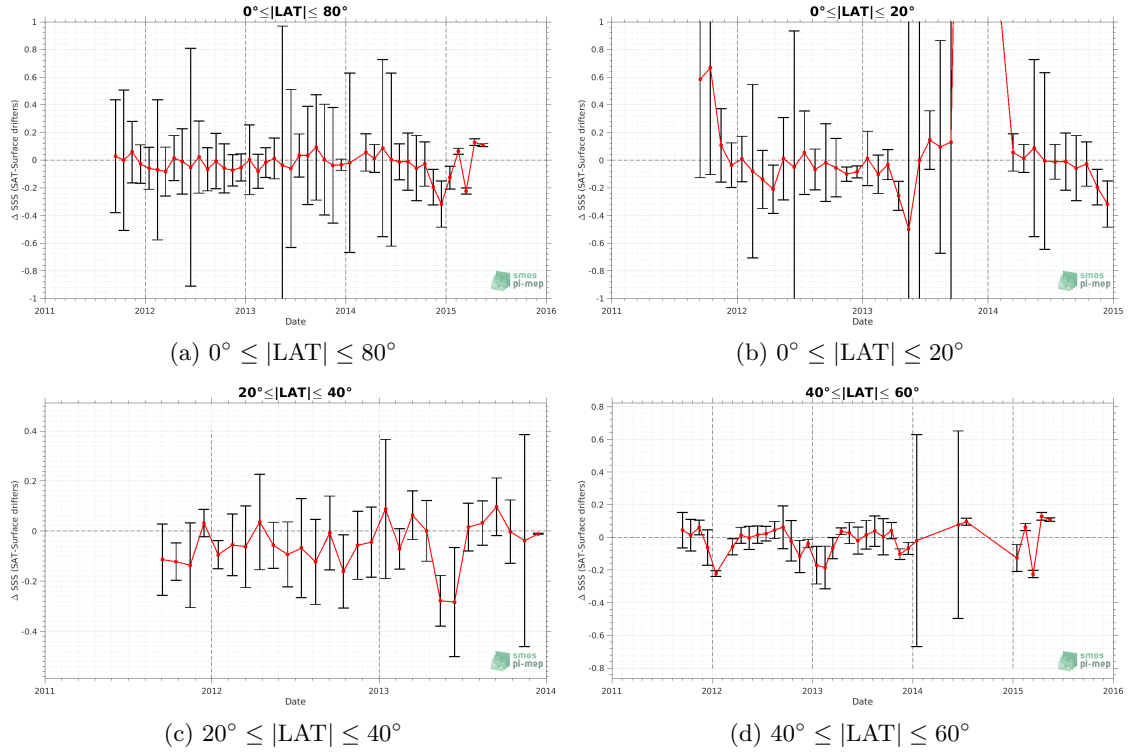 0°≤|LAT|≤ 80°
Δ SSS (SAT-Surface drifters)
1
0.8
0.6
0.4
0.2
0
-0.2
-0.4
-0.6
-0.8
-1
2011
2012
2013
2014
2015
2016
Date
smos
pi-mep
(a) 0° ≤ |LAT| ≤ 80°
0°≤|LAT|≤ 20°
Δ SSS (SAT-Surface drifters)
1
0.8
0.6
0.4
0.2
0
-0.2
-0.4
-0.6
-0.8
-1
2011
2012
2013
2014
2015
Date
smos
pi-mep
(b) 0° ≤ |LAT| ≤ 20°
20°≤|LAT|≤ 40°
Δ SSS (SAT-Surface drifters)
0.4
0.2
0
-0.2
-0.4
2011
2012
2013
2014
Date
smos
pi-mep
(c) 20° ≤ |LAT| ≤ 40°
40°≤|LAT|≤ 60°
Δ SSS (SAT-Surface drifters)
0.8
0.6
0.4
0.2
0
-0.2
-0.4
-0.6
-0.8
2011
2012
2013
2014
2015
2016
Date
smos
pi-mep
(d) 40° ≤ |LAT| ≤ 60°